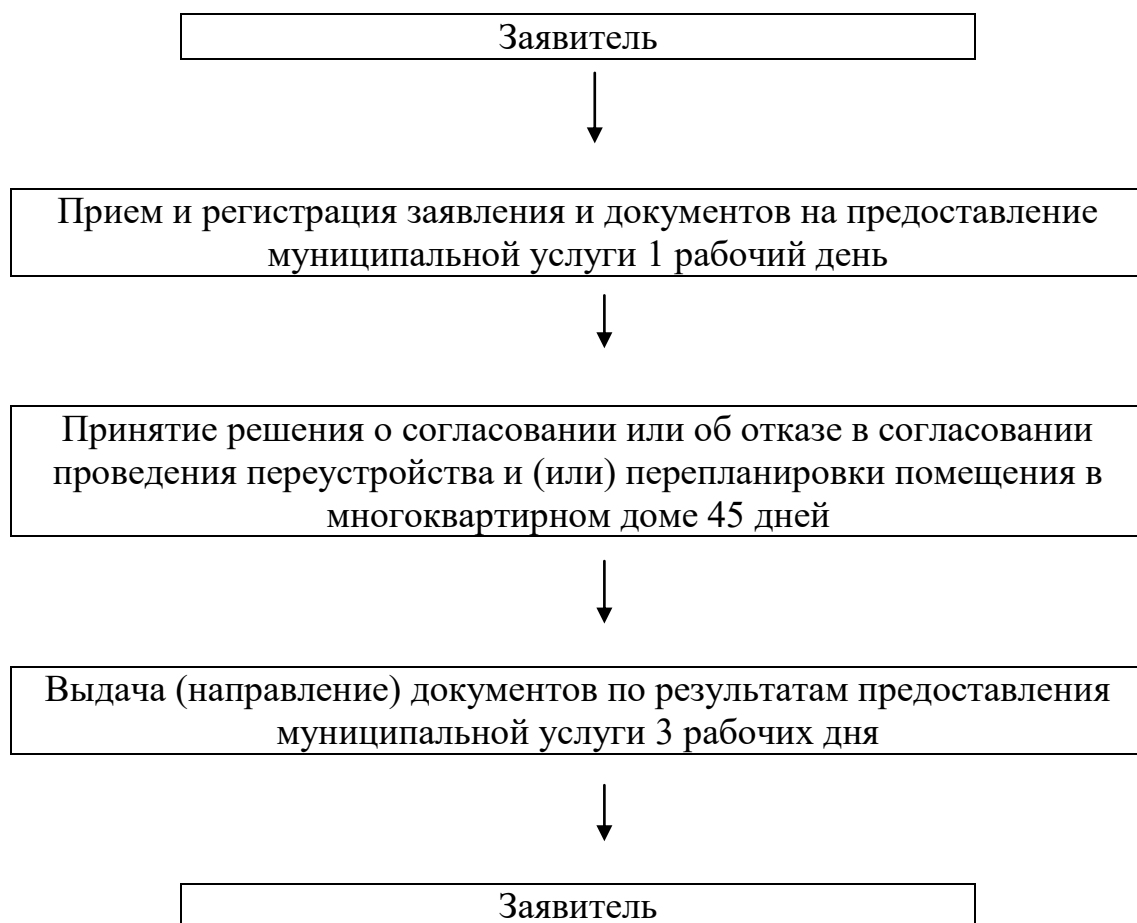 Заявитель
Прием и регистрация заявления и документов на предоставление
муниципальной услуги 1 рабочий день
Принятие решения о согласовании или об отказе в согласовании
проведения переустройства и (или) перепланировки помещения в
многоквартирном доме 45 дней
Выдача (направление) документов по результатам предоставления
муниципальной услуги 3 рабочих дня
Заявитель